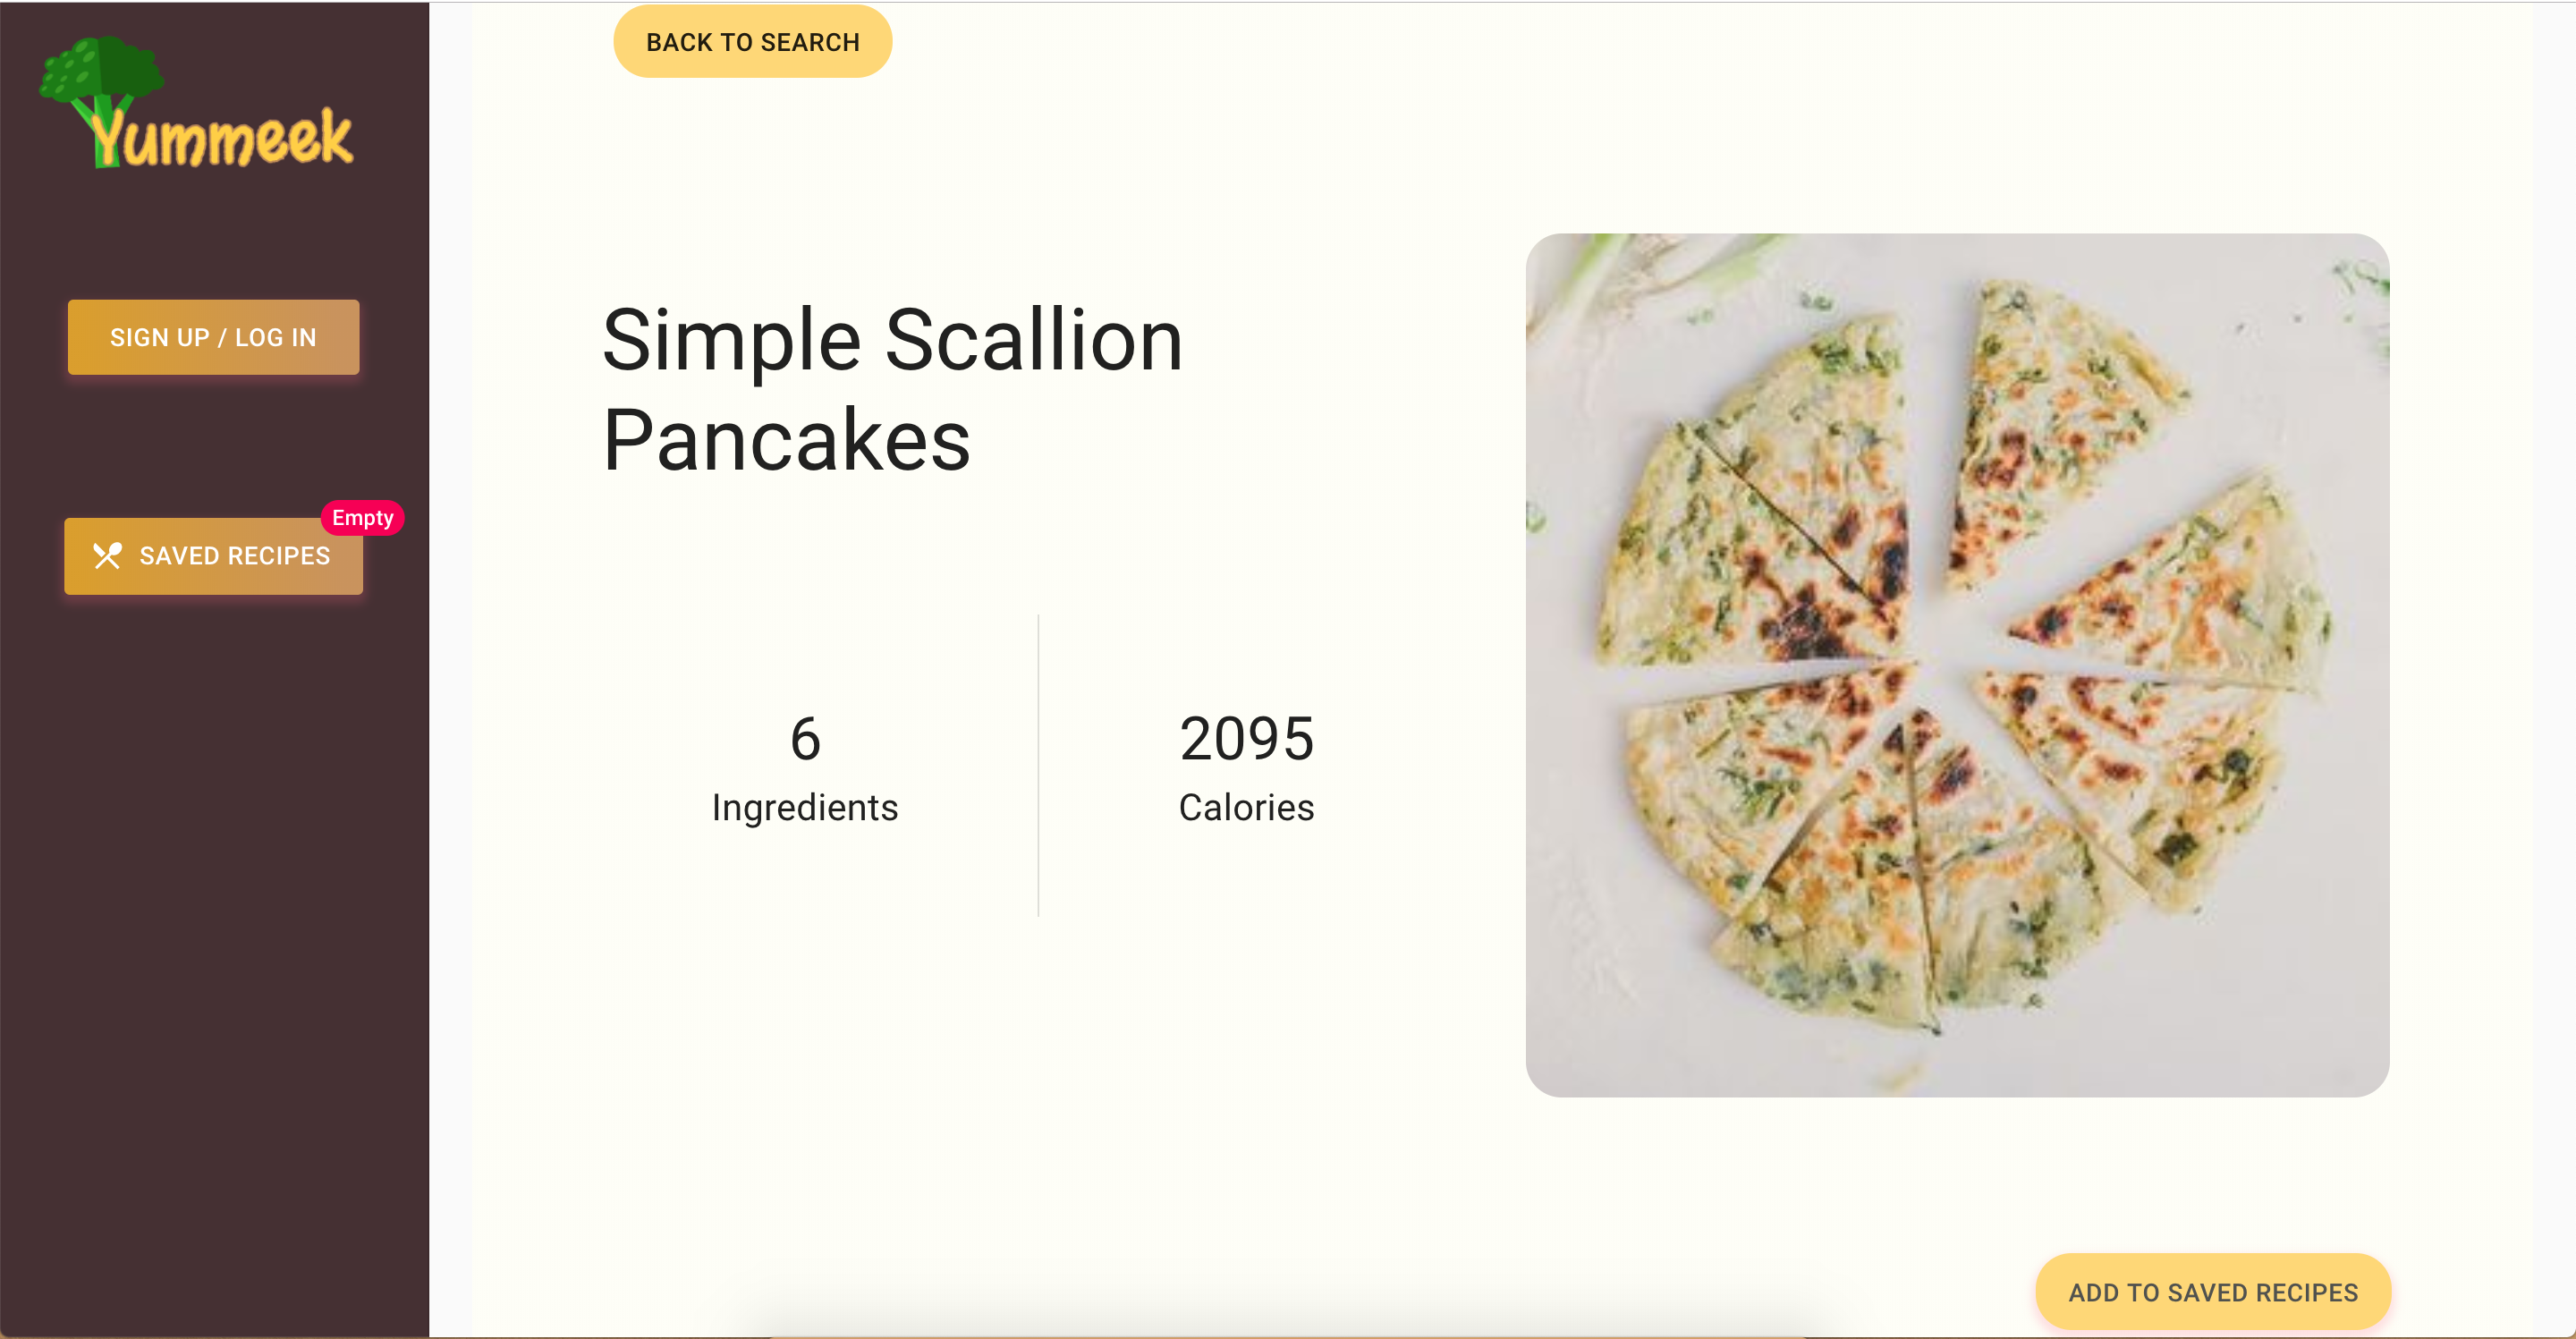 Yummeek
SIGN UP / LOG IN
Empty
SAVED RECIPES
BACK TO SEARCH
Simple Scallion
Pancakes
6
Ingredients
2095
Calories
ADD TO SAVED RECIPES